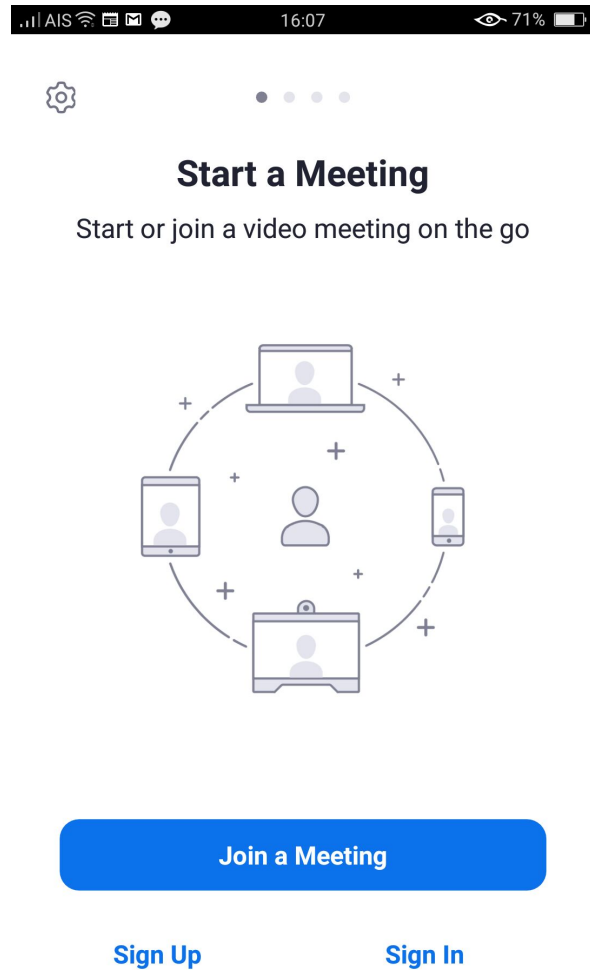 AIS 16:07 71%
Start a Meeting
Start or join a video meeting on the go
Join a Meeting
Sign Up Sign In